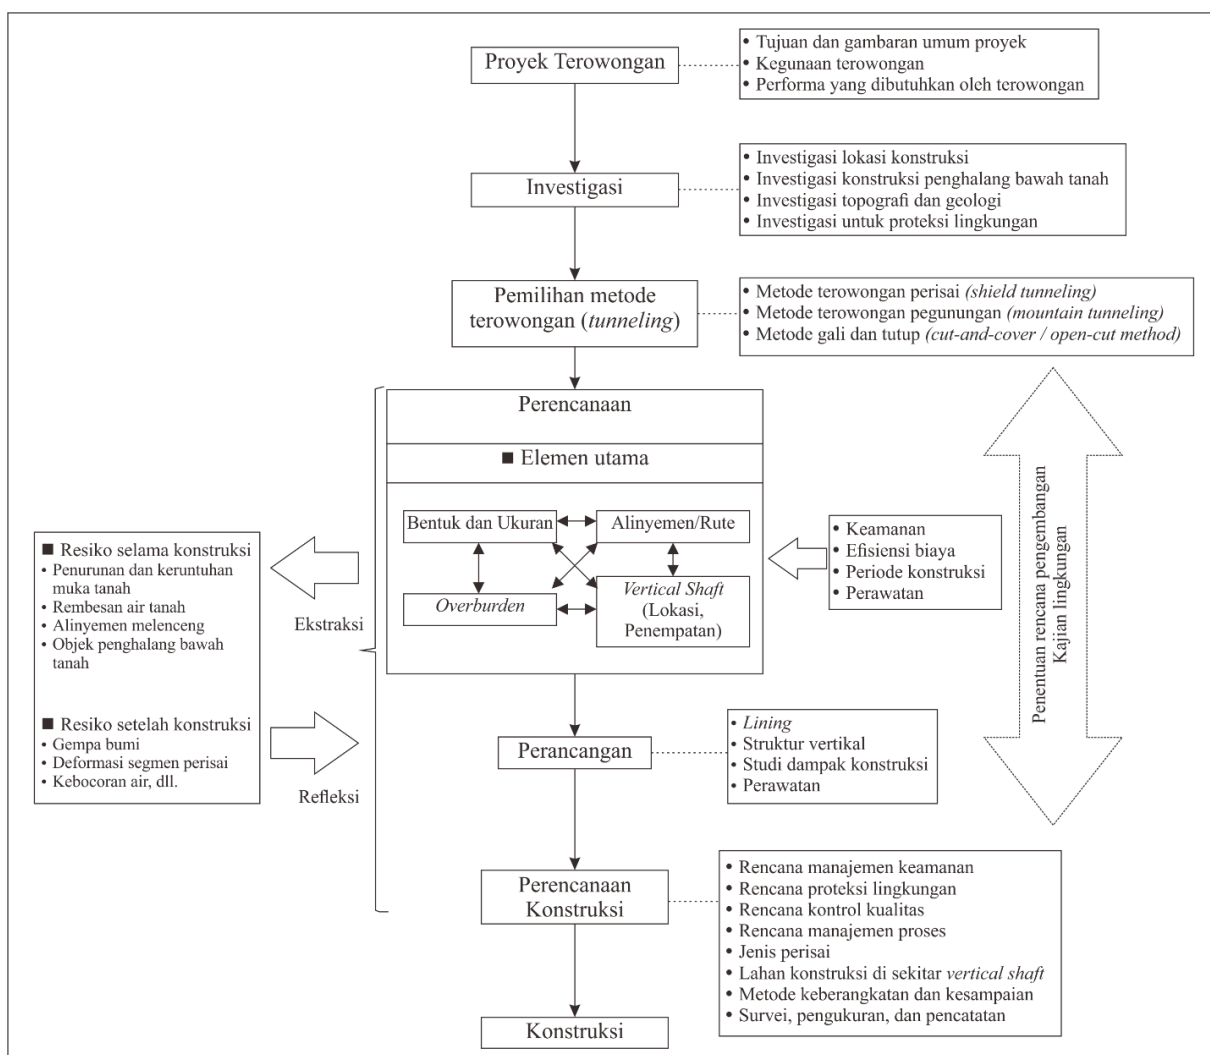 Proyek Terowongan
• Tujuan dan gambaran umum proyek
• Kegunaan terowongan
• Performa yang dibutuhkan oleh terowongan
Investigasi
• Investigasi lokasi konstruksi
• Investigasi konstruksi penghalang bawah tanah
• Investigasi topografi dan geologi
• Investigasi untuk proteksi lingkungan
Pemilihan metode
terowongan (tunneling)
• Metode terowongan perisai (shield tunneling)
• Metode terowongan pegunungan (mountain tunneling)
• Metode gali dan tutup (cut-and-cover / open-cut method)
Perencanaan
■ Elemen utama
Bentuk dan Ukuran
Alinyemen/Rute
Overburden
Vertical Shaft
(Lokasi,
Penempatan)
• Keamanan
• Efisiensi biaya
• Periode konstruksi
• Perawatan
Penentuan rencana pengembangan
Kajian lingkungan
■ Resiko selama konstruksi
• Penurunan dan keruntuhan
muka tanah
• Rembesan air tanah
• Alinyemen melenceng
• Objek penghalang bawah
tanah
■ Resiko setelah konstruksi
• Gempa bumi
• Deformasi segmen perisai
• Kebocoran air, dll.
Ekstraksi
Refleksi
Perancangan
• Lining
• Struktur vertikal
• Studi dampak konstruksi
• Perawatan
Perencanaan
Konstruksi
• Rencana manajemen keamanan
• Rencana proteksi lingkungan
• Rencana kontrol kualitas
• Rencana manajemen proses
• Jenis perisai
• Lahan konstruksi di sekitar vertical shaft
• Metode keberangkatan dan kesampaian
• Survei, pengukuran, dan pencatatan
Konstruksi